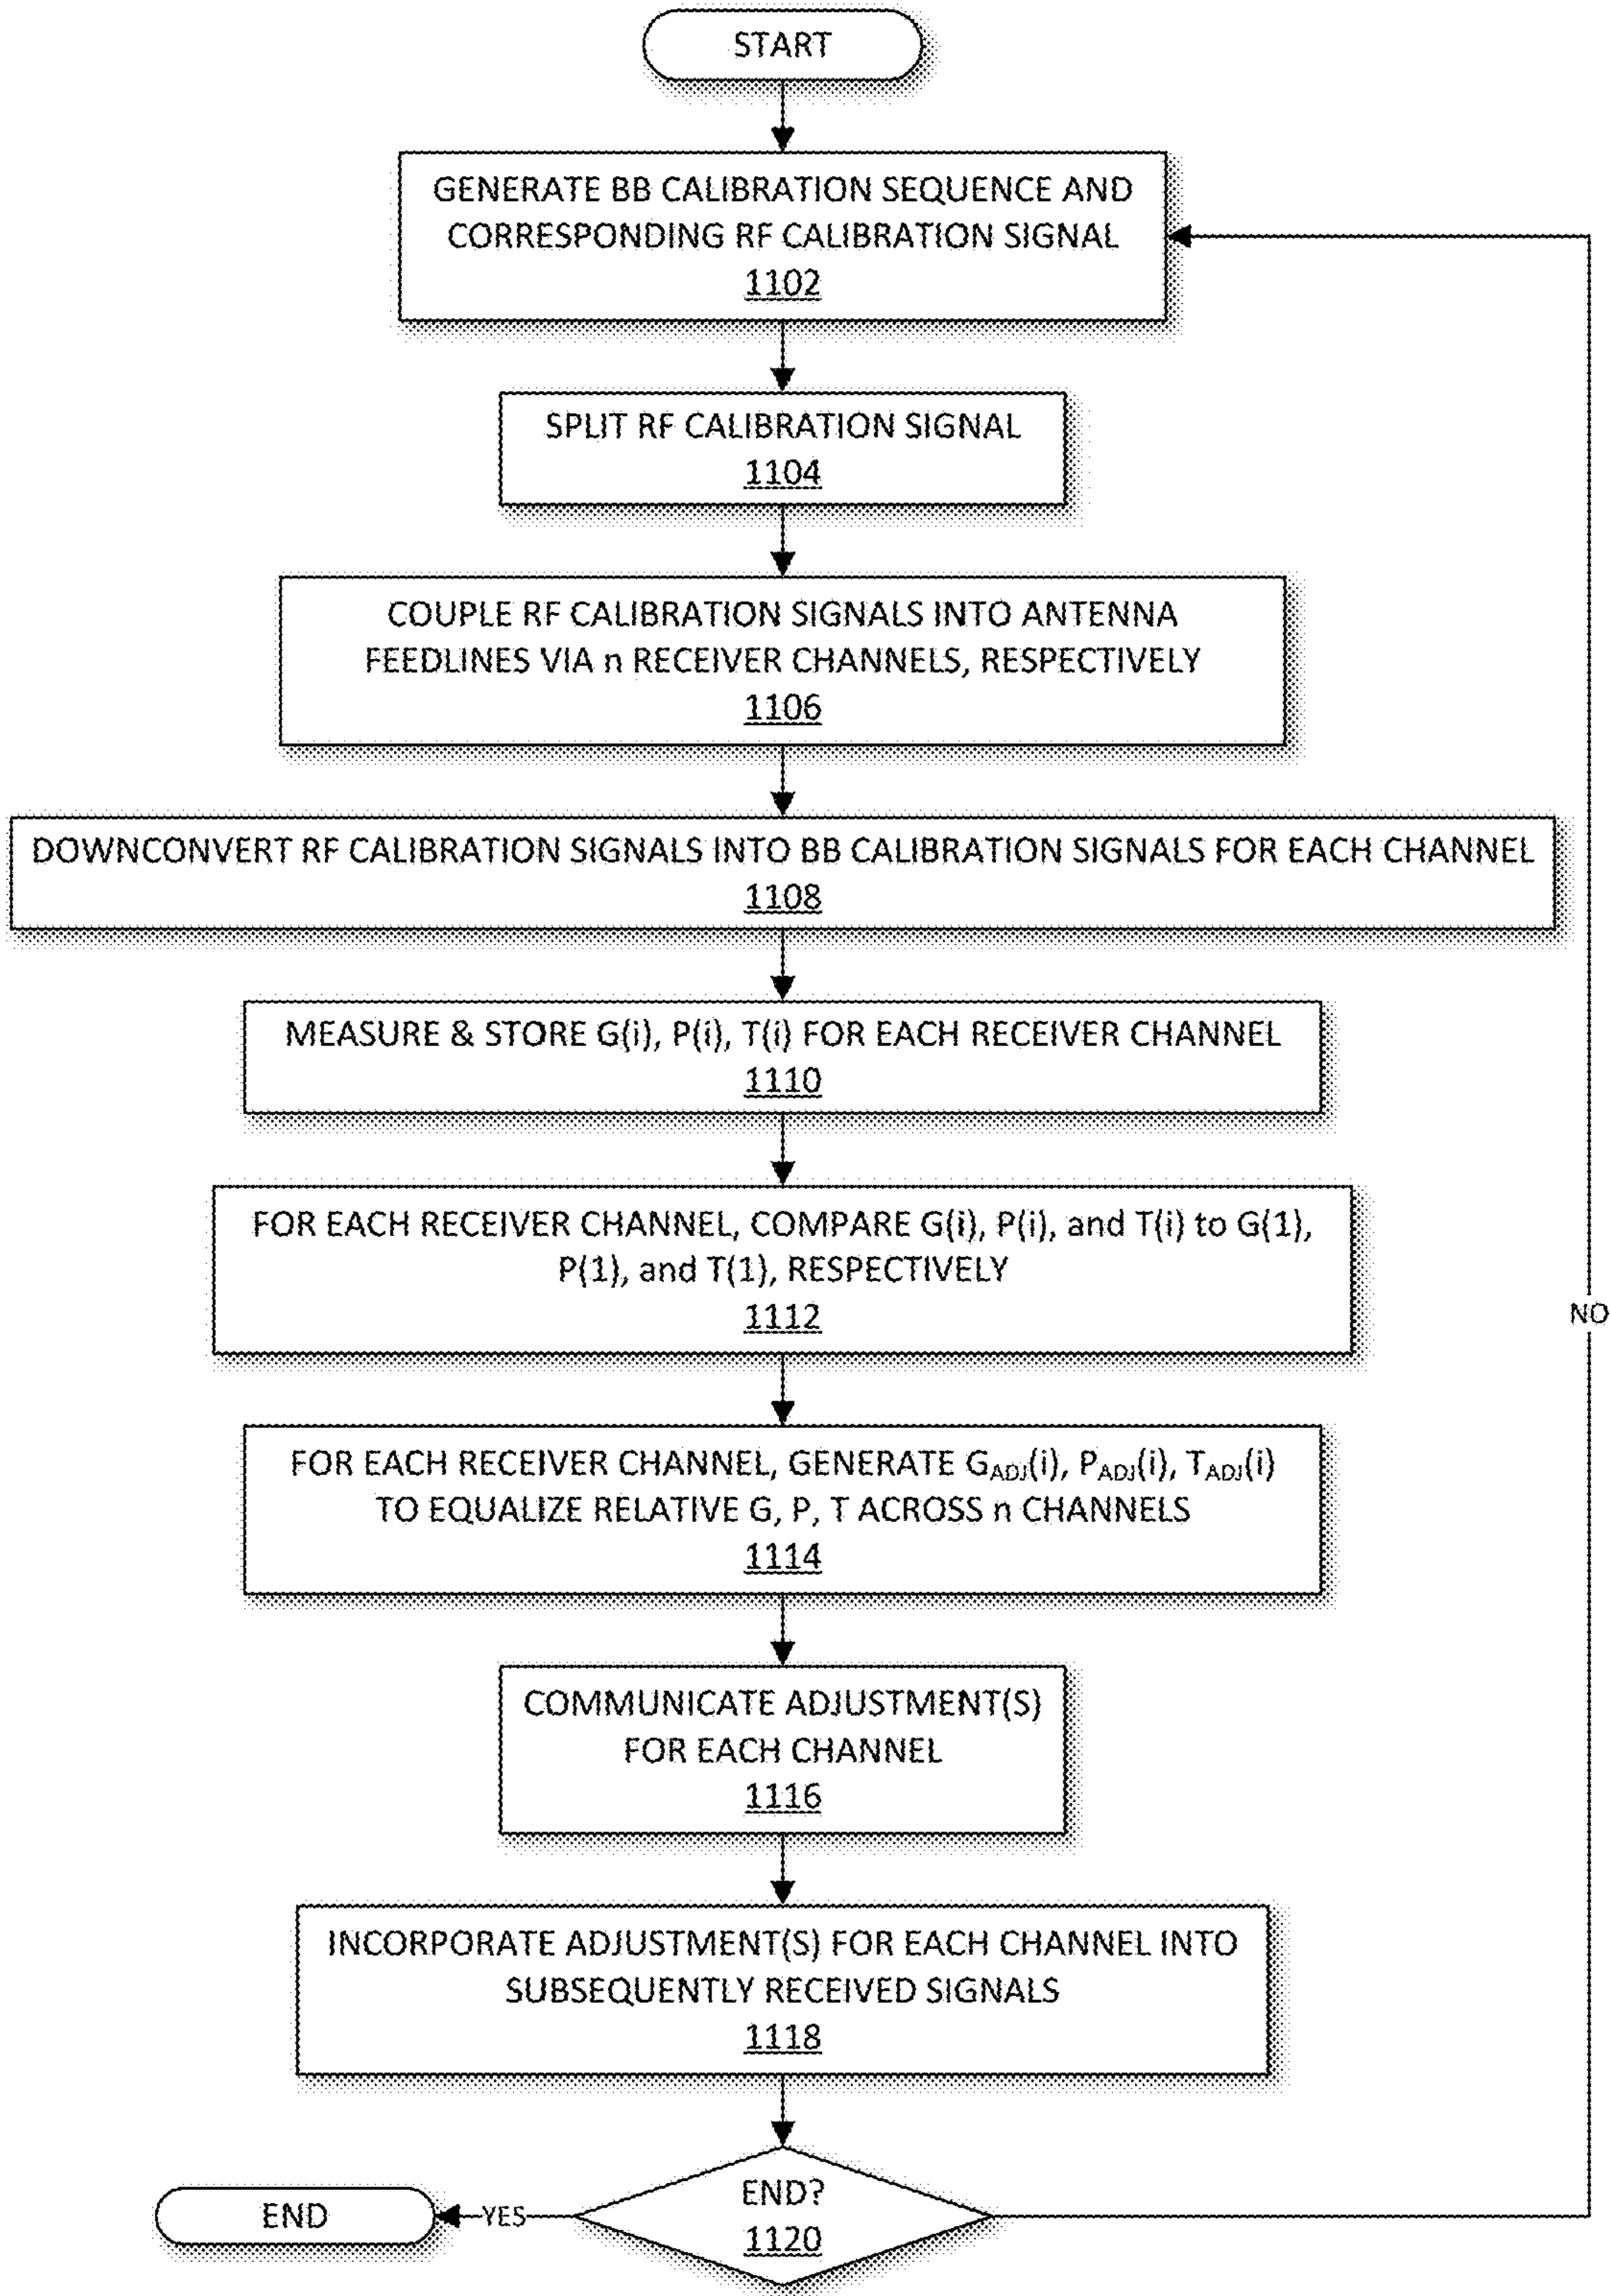 START
GENERATE BB CALIBRATION SEQUENCE AND
CORRESPONDING RF CALIBRATION SIGNAL
1102
SPLIT RF CALIBRATION SIGNAL
1104
COUPLE RF CALIBRATION SIGNALS INTO ANTENNA
FEEDLINES VIA n RECEIVER CHANNELS, RESPECTIVELY
1106
DOWNCONVERT RF CALIBRATION SIGNALS INTO BB CALIBRATION SIGNALS FOR EACH CHANNEL
1108
MEASURE & STORE G(i), P(i), T(i) FOR EACH RECEIVER CHANNEL
1110
FOR EACH RECEIVER CHANNEL, COMPARE G(i), P(i), and T(i) to G(1),
P(1), and T(1), RESPECTIVELY
1112
NO
FOR EACH RECEIVER CHANNEL, GENERATE GADJ(i), PADJ(i), TADJ(i)
TO EQUALIZE RELATIVE G, P, T ACROSS n CHANNELS
1114
COMMUNICATE ADJUSTMENT(S)
FOR EACH CHANNEL
1116
INCORPORATE ADJUSTMENT(S) FOR EACH CHANNEL INTO
SUBSEQUENTLY RECEIVED SIGNALS
1118
END?
1120
YES
END